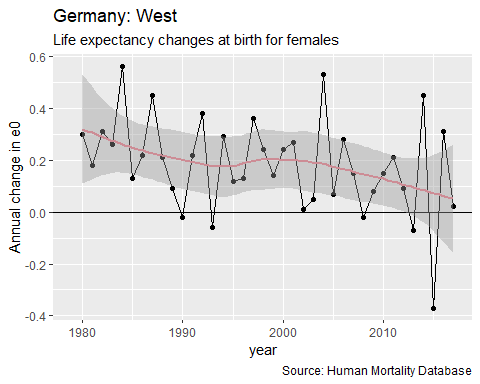 Germany: West
Life expectancy changes at birth for females
Annual change in e0
0.6
0.4
0.2
0.0
-0.2
-0.4
1980 1990 2000 2010
year
Source: Human Mortality Database